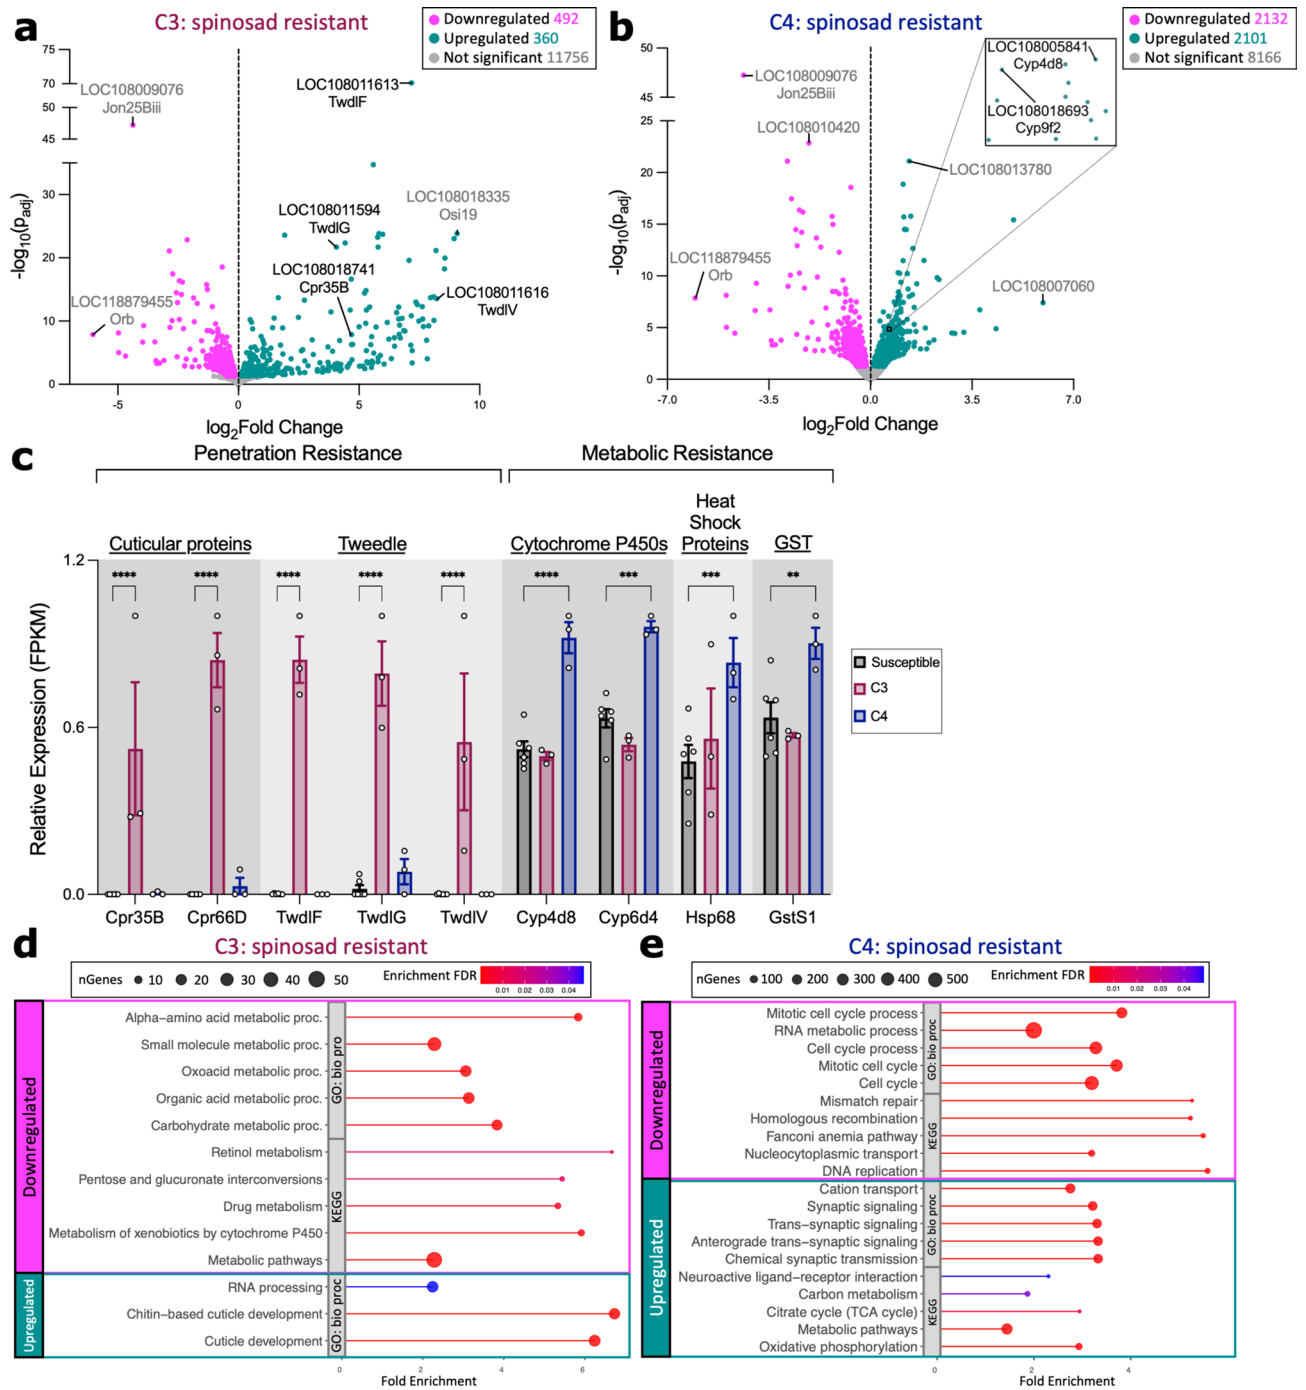 a
C3: spinosad resistant
Downregulated 492
Upregulated 360
Not significant 11756
75
70
50
45
30
20
10
0
-log10(padj)
LOC108009076
Jon25Biii
LOC108011613
TwdlF
LOC108018335
Osi19
LOC108011594
TwdlG
LOC108018741
Cpr35B
LOC108011616
TwdlV
LOC118879455
Orb
-5
0
5
10
log2Fold Change
b
C4: spinosad resistant
Downregulated 2132
Upregulated 2101
Not significant 8166
50
45
25
20
15
10
5
0
-log10(padj)
LOC108009076
Jon25Biii
LOC108010420
LOC108005841
Cyp4d8
LOC108018693
Cyp9f2
LOC108013780
LOC118879455
Orb
LOC108007060
-7.0
-3.5
0.0
3.5
7.0
log2Fold Change
c
Penetration Resistance
Metabolic Resistance
Cuticular proteins
Tweedle
Cytochrome P450s
Heat
Shock
Proteins
GST
1.2
0.6
0.0
Relative Expression (FPKM)
****
****
****
****
****
****
***
***
**
Cpr35B
Cpr66D
TwdlF
TwdlG
TwdlV
Cyp4d8
Cyp6d4
Hsp68
GstS1
Susceptible
C3
C4
d
C3: spinosad resistant
nGenes 10 20 30 40 50
Enrichment FDR
0.01 0.02 0.03 0.04
Downregulated
GO: bio pro
Alpha−amino acid metabolic proc.
Small molecule metabolic proc.
Oxoacid metabolic proc.
Organic acid metabolic proc.
Carbohydrate metabolic proc.
KEGG
Retinol metabolism
Pentose and glucuronate interconversions
Drug metabolism
Metabolism of xenobiotics by cytochrome P450
Metabolic pathways
Upregulated
GO: bio proc
RNA processing
Chitin−based cuticle development
Cuticle development
0
2
4
6
Fold Enrichment
e
C4: spinosad resistant
nGenes 100 200 300 400 500
Enrichment FDR
0.01 0.02 0.03 0.04
Downregulated
GO: bio proc
Mitotic cell cycle process
RNA metabolic process
Cell cycle process
Mitotic cell cycle
Cell cycle
KEGG
Mismatch repair
Homologous recombination
Fanconi anemia pathway
Nucleocytoplasmic transport
DNA replication
Upregulated
GO: bio proc
Cation transport
Synaptic signaling
Trans−synaptic signaling
Anterograde trans−synaptic signaling
Chemical synaptic transmission
KEGG
Neuroactive ligand−receptor interaction
Carbon metabolism
Citrate cycle (TCA cycle)
Metabolic pathways
Oxidative phosphorylation
0
2
4
Fold Enrichment